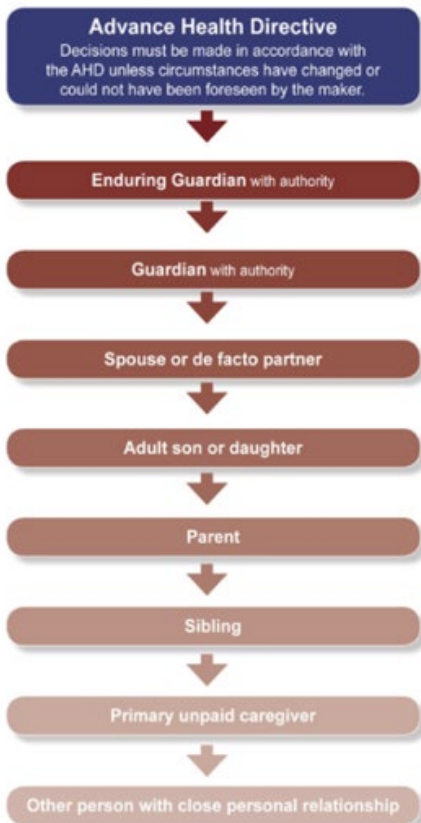 Advance Health Directive
Decisions must be made in accordance with
the AHD unless circumstances have changed or
could not have been foreseen by the maker.
Enduring Guardian with authority
Guardian with authority
Spouse or de facto partner
Adult son or daughter
Parent
Sibling
Primary unpaid caregiver
Other person with close personal relationship